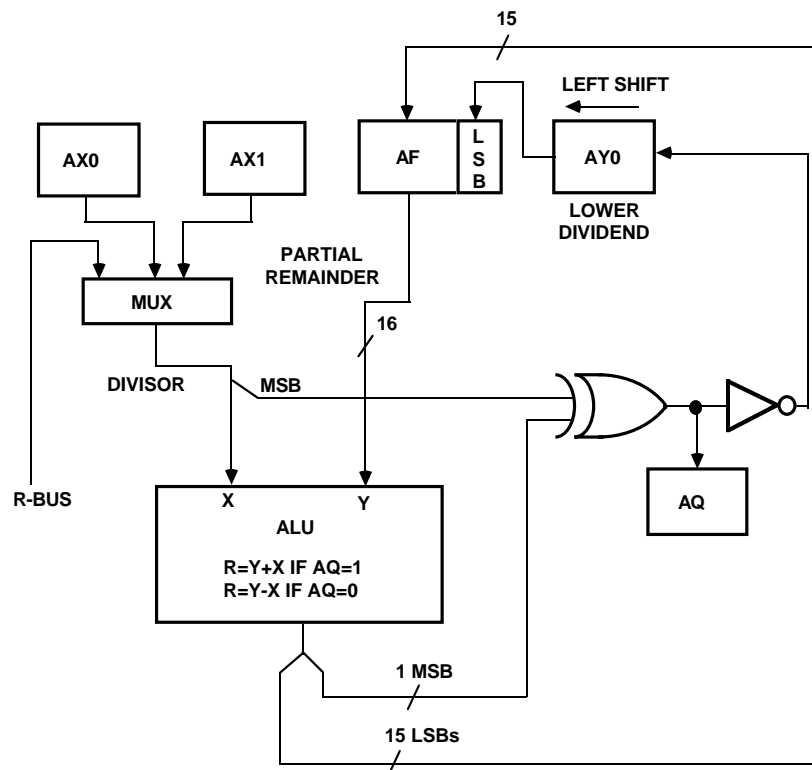 15
LEFT SHIFT
AX0
AX1
AF
L
S
B
AY0
LOWER
DIVIDEND
PARTIAL
REMAINDER
MUX
16
DIVISOR
MSB
R-BUS
X
Y
AQ
ALU
R=Y+X IF AQ=1
R=Y-X IF AQ=0
1 MSB
15 LSBs